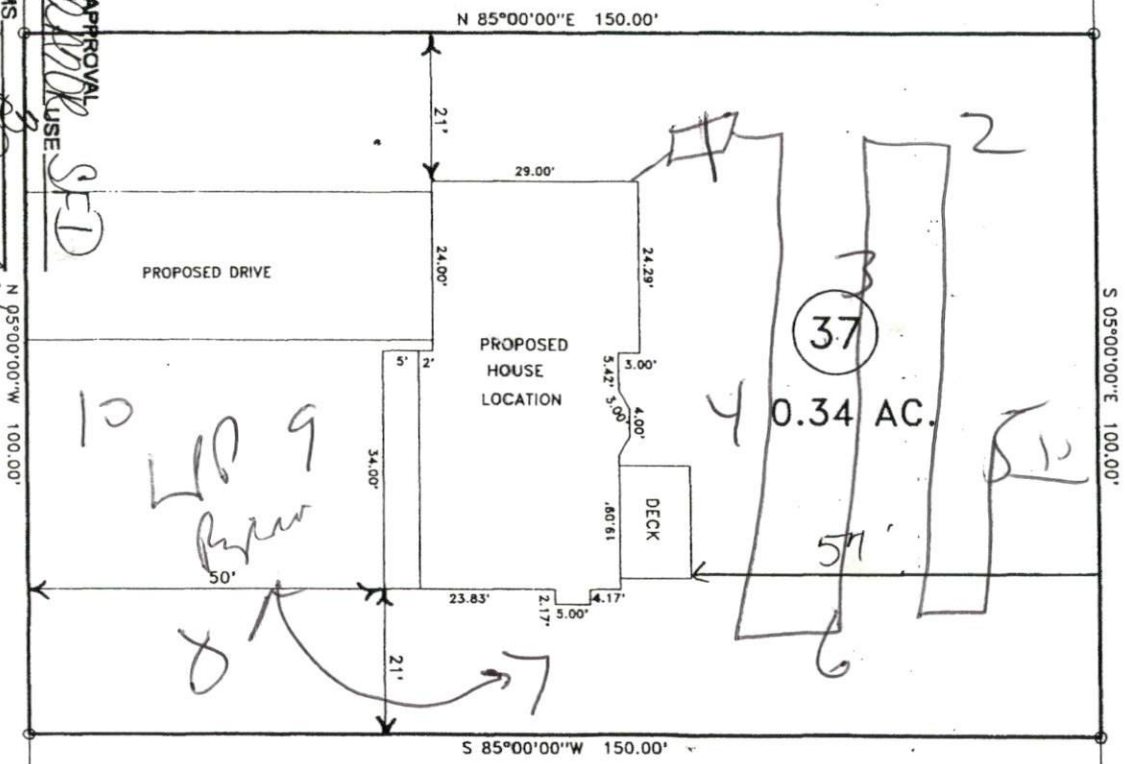 N 85°00'00"E 150.00'
APPROVAL
USE
21'
2
1
29.00'
24.00'
24.29'
PROPOSED DRIVE
3
37
N 05°00'00"W 100.00'
S 05°00'00"E 100.00'
PROPOSED
HOUSE
LOCATION
5' 2'
3.00'
5.42'
3.00'
4.00'
4
0.34 AC.
10
9
34.00'
DECK
19.09'
57'
50'
23.83'
2.17'
5.00'
4.17'
6
8
7
21'
S 85°00'00"W 150.00'